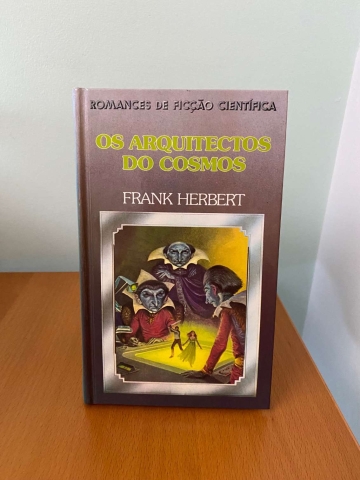 ROMANCES DE FICÇÃO CIENTÍFICA
OS ARQUITECTOS
DO COSMOS
FRANK HERBERT